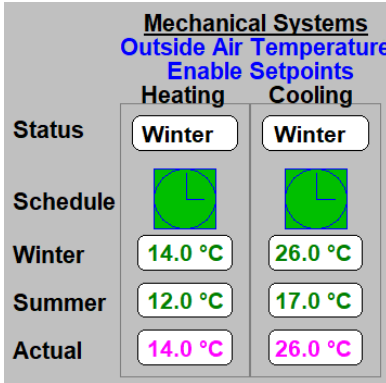 Mechanical Systems
Outside Air Temperature
Enable Setpoints
Heating Cooling
Status Winter Winter
Schedule
Winter 14.0 °C 26.0 °C
Summer 12.0 °C 17.0 °C
Actual 14.0 °C 26.0 °C